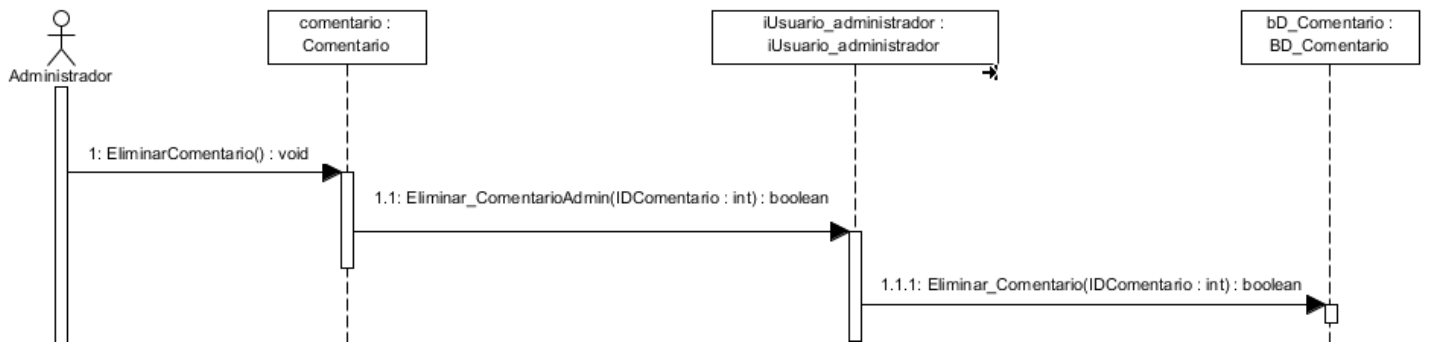 comentario :
Comentario
iUsuario_administrador :
iUsuario_administrador
bD_Comentario :
BD_Comentario
Administrador
1: EliminarComentario() : void
1.1: Eliminar_ComentarioAdmin(IDComentario : int) : boolean
1.1.1: Eliminar_Comentario(IDComentario : int) : boolean